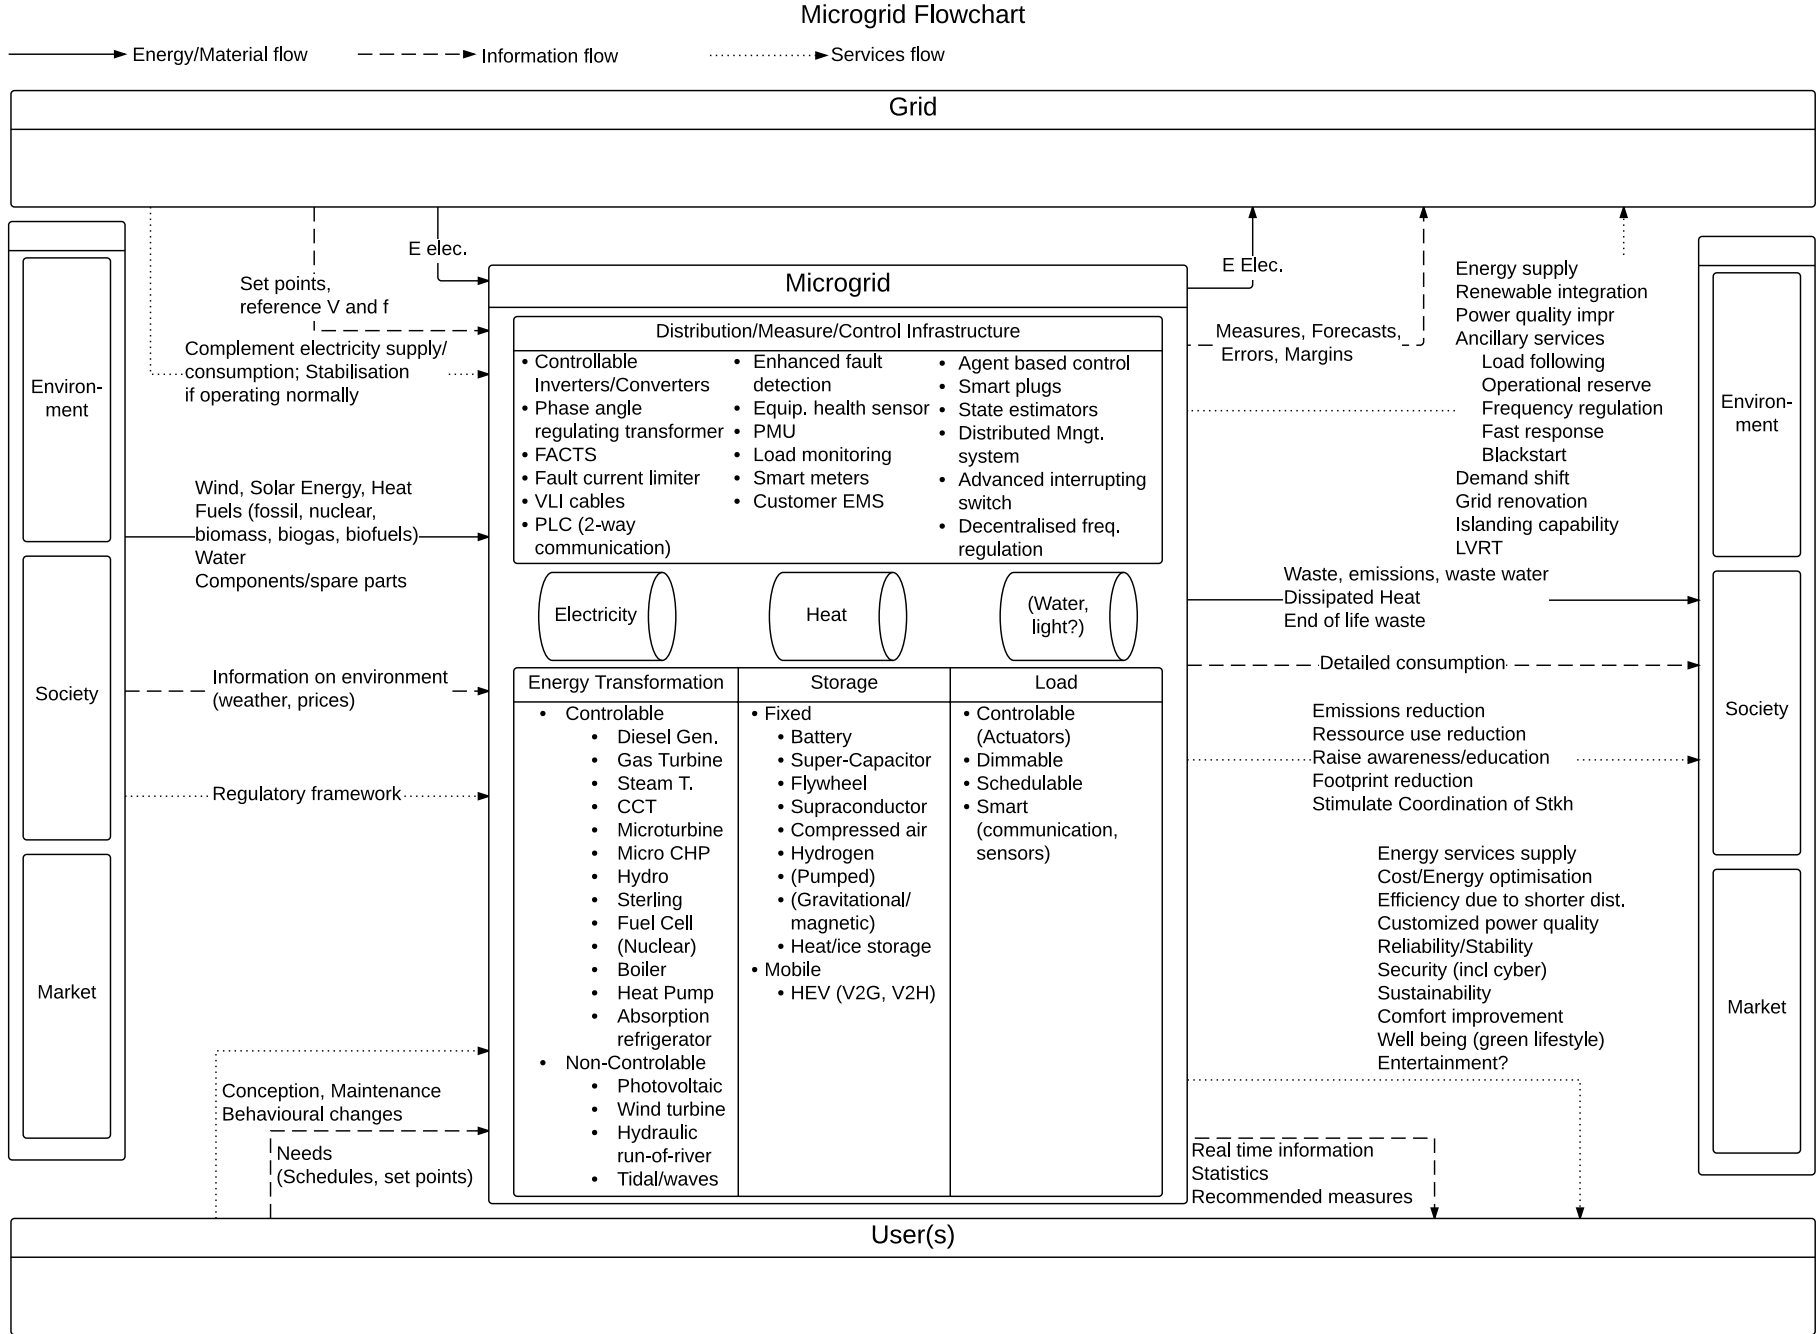 Microgrid Flowchart
Energy/Material flow
Information flow
Services flow
Grid
E elec.
Set points,
reference V and f
Complement electricity supply/
consumption; Stabilisation
if operating normally
Environ-
ment
Society
Market
Wind, Solar Energy, Heat
Fuels (fossil, nuclear,
biomass, biogas, biofuels)
Water
Components/spare parts
Information on environment
(weather, prices)
Regulatory framework
Conception, Maintenance
Behavioural changes
Needs
(Schedules, set points)
Microgrid
Distribution/Measure/Control Infrastructure
• Controllable
Inverters/Converters
• Phase angle
regulating transformer
• FACTS
• Fault current limiter
• VLI cables
• PLC (2-way
communication)
• Enhanced fault
detection
• Equip. health sensor
• PMU
• Load monitoring
• Smart meters
• Customer EMS
• Agent based control
• Smart plugs
• State estimators
• Distributed Mngt.
system
• Advanced interrupting
switch
• Decentralised freq.
regulation
Electricity
Heat
(Water,
light?)
Energy Transformation
• Controlable
• Diesel Gen.
• Gas Turbine
• Steam T.
• CCT
• Microturbine
• Micro CHP
• Hydro
• Sterling
• Fuel Cell
• (Nuclear)
• Boiler
• Heat Pump
• Absorption
refrigerator
• Non-Controlable
• Photovoltaic
• Wind turbine
• Hydraulic
run-of-river
• Tidal/waves
Storage
• Fixed
• Battery
• Super-Capacitor
• Flywheel
• Supraconductor
• Compressed air
• Hydrogen
• (Pumped)
• (Gravitational/
magnetic)
• Heat/ice storage
• Mobile
• HEV (V2G, V2H)
Load
• Controlable
(Actuators)
• Dimmable
• Schedulable
• Smart
(communication,
sensors)
E Elec.
Measures, Forecasts,
Errors, Margins
Energy supply
Renewable integration
Power quality impr
Ancillary services
Load following
Operational reserve
Frequency regulation
Fast response
Blackstart
Demand shift
Grid renovation
Islanding capability
LVRT
Waste, emissions, waste water
Dissipated Heat
End of life waste
Detailed consumption
Emissions reduction
Ressource use reduction
Raise awareness/education
Footprint reduction
Stimulate Coordination of Stkh
Energy services supply
Cost/Energy optimisation
Efficiency due to shorter dist.
Customized power quality
Reliability/Stability
Security (incl cyber)
Sustainability
Comfort improvement
Well being (green lifestyle)
Entertainment?
Real time information
Statistics
Recommended measures
Environ-
ment
Society
Market
User(s)